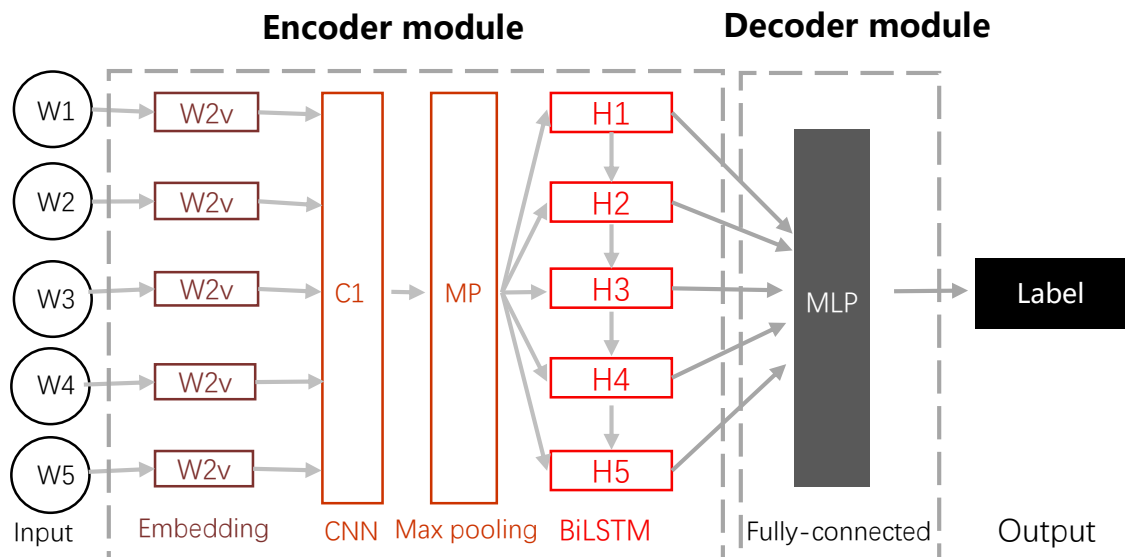 Encoder module
Decoder module
W1
W2v
H1
W2
W2v
H2
W3
W2v
C1
MP
H3
MLP
Label
W4
W2v
H4
W5
W2v
H5
Input
Embedding
CNN
Max pooling
BiLSTM
Fully-connected
Output